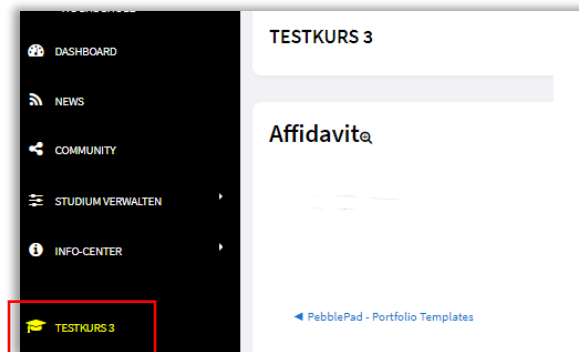 DASHBOARD
NEWS
COMMUNITY
STUDIUM VERWALTEN
INFO-CENTER
TESTKURS 3
TESTKURS 3
Affidavit
◄ PebblePad - Portfolio Templates